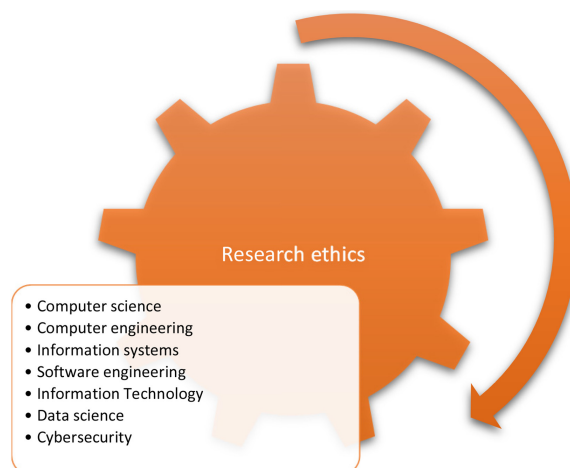 Research ethics
• Computer science
• Computer engineering
• Information systems
• Software engineering
• Information Technology
• Data science
• Cybersecurity